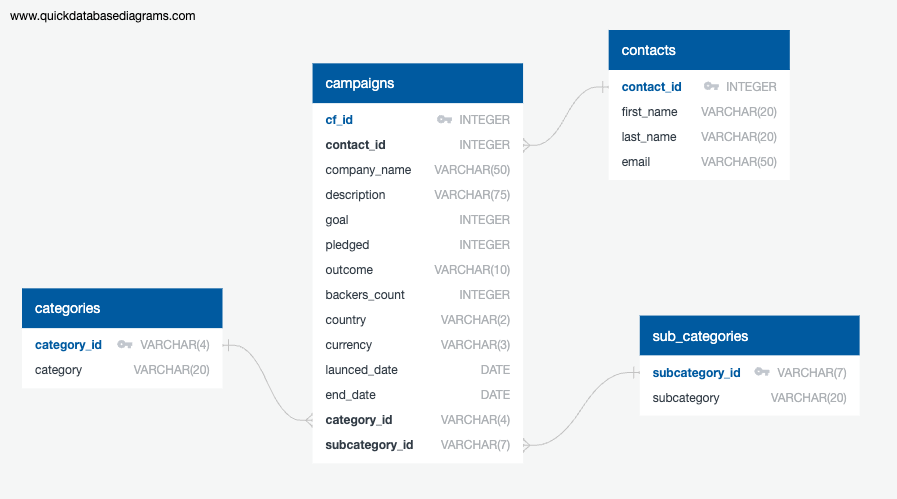 www.quickdatabasediagrams.com
contacts
contact_id INTEGER
first_name VARCHAR(20)
last_name VARCHAR(20)
email VARCHAR(50)
campaigns
cf_id INTEGER
contact_id INTEGER
company_name VARCHAR(50)
description VARCHAR(75)
goal INTEGER
pledged INTEGER
outcome VARCHAR(10)
backers_count INTEGER
country VARCHAR(2)
currency VARCHAR(3)
launced_date DATE
end_date DATE
category_id VARCHAR(4)
subcategory_id VARCHAR(7)
categories
category_id VARCHAR(4)
category VARCHAR(20)
sub_categories
subcategory_id VARCHAR(7)
subcategory VARCHAR(20)